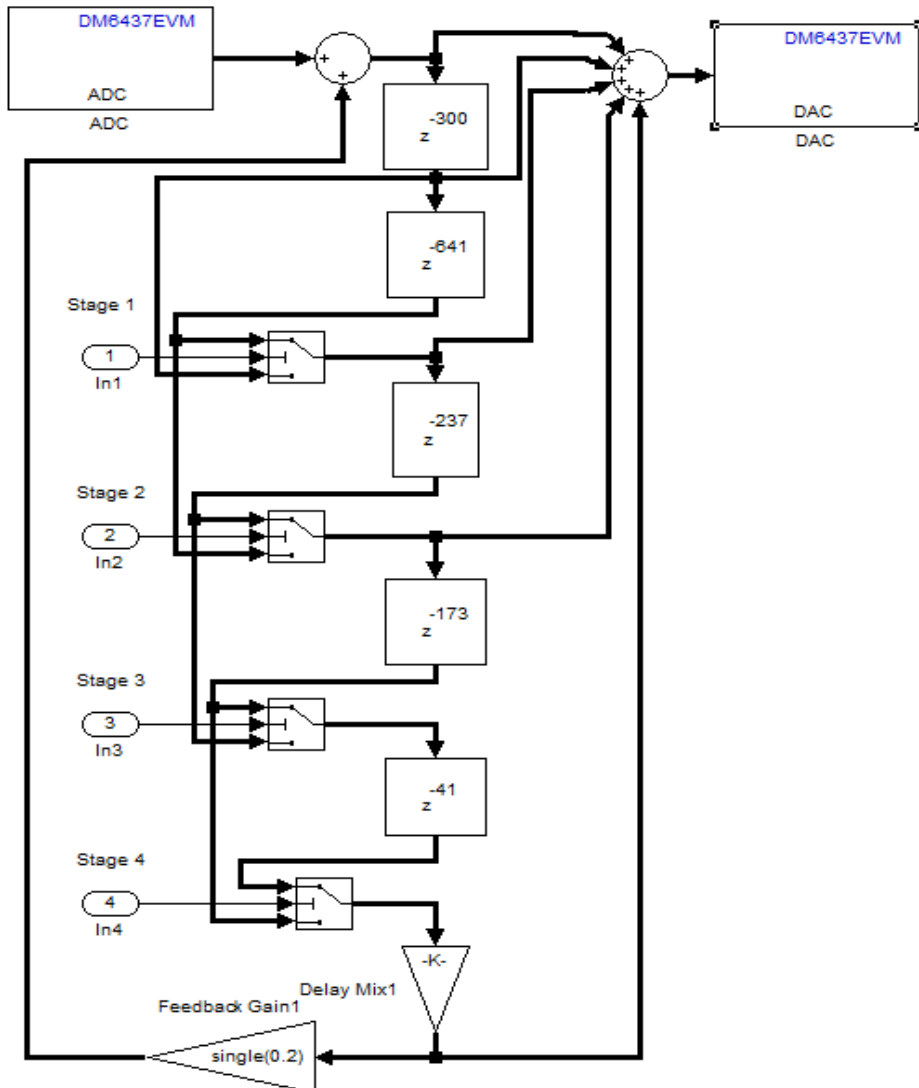 DM6437EVM
ADC
ADC
+
+
-300
z
+
+
+
+
+
DM6437EVM
DAC
DAC
-641
z
Stage 1
1
In1
-237
z
Stage 2
2
In2
-173
z
Stage 3
3
In3
-41
z
Stage 4
4
In4
-K-
Delay Mix1
Feedback Gain1
single(0.2)